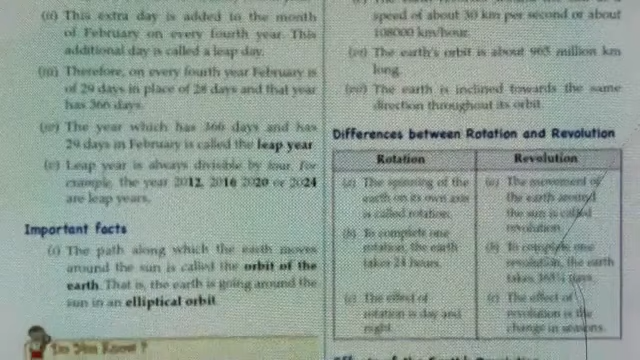 (ii) This extra day is added to the month
of February on every fourth year. This
additional day is called a leap day.
(iii) Therefore, on every fourth year February is
of 29 days in place of 28 days and that year
has 366 days.
(iv) The year which has 366 days and has
29 days in February is called the leap year
(v) Leap year is always divisible by four. For
example, the year 2012, 2016 2020 or 2024
are leap years.
Important facts
(i) The path along which the earth moves
around the sun is called the orbit of the
earth. That is, the earth is going around the
sun in an elliptical orbit
Do You Know ?
speed of about 30 km per second or about
108000 km/hour.
(vi) The earth's orbit is about 965 million km
long.
(vii) The earth is inclined towards the same
direction throughout its orbit
Differences between Rotation and Revolution
Rotation
Revolution
(a) The spinning of the
earth on its own axis
is called rotation.
(b) To complete one
rotation, the earth
takes 24 hours.
(c) The effect of
rotation is day and
night.
(a) The movement of
the earth around
the sun is called
revolution.
(b) To complete one
revolution, the earth
takes 365¼ days.
(c) The effect of
revolution is the
change in seasons.